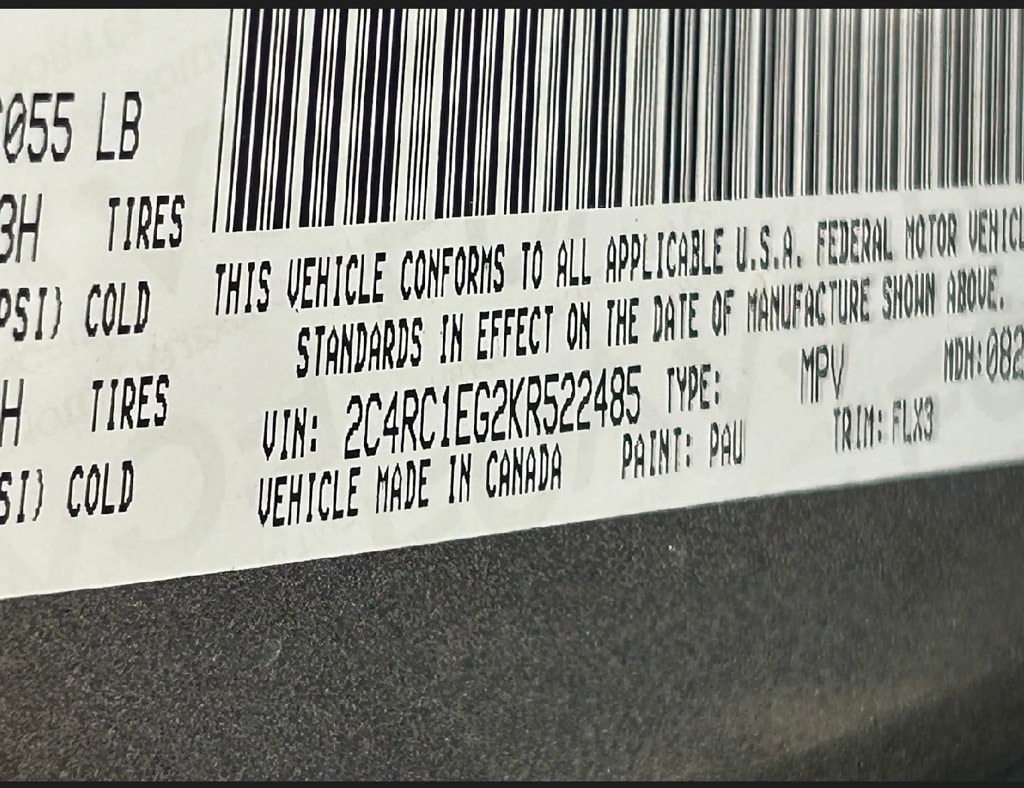 055 LB
3H TIRES
PSI) COLD
H TIRES
SI) COLD
THIS VEHICLE CONFORMS TO ALL APPLICABLE U.S.A. FEDERAL MOTOR VEHICL
STANDARDS IN EFFECT ON THE DATE OF MANUFACTURE SHOWN ABOVE.
VIN: 2C4RC1EG2KR522485 TYPE: MPV MDH:082
VEHICLE MADE IN CANADA PAINT: PAU TRIM: FLX3